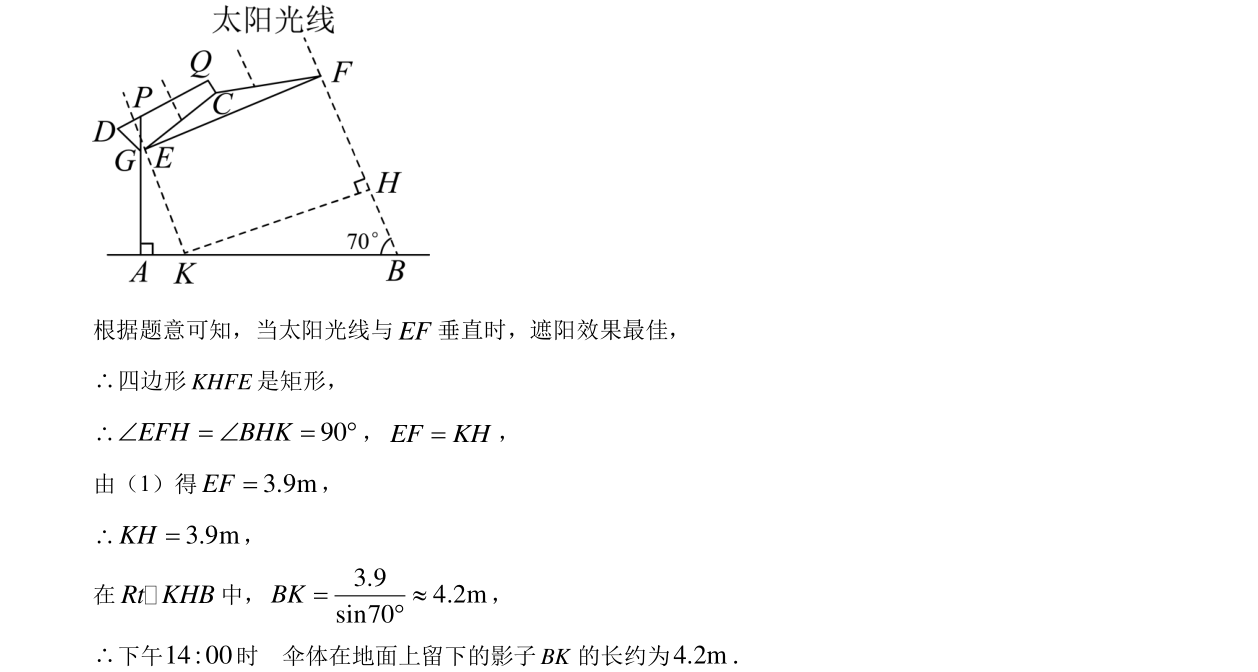 太阳光线
Q
F
P
C
D
G E
H
70°
A K B
根据题意可知，当太阳光线与 EF 垂直时，遮阳效果最佳，
∴四边形 KHFE 是矩形，
∴∠EFH = ∠BHK = 90°， EF = KH ，
由（1）得 EF = 3.9m，
∴ KH = 3.9m，
在 Rt□ KHB 中， BK = 3.9/sin70° ≈ 4.2m，
∴下午14:00时 伞体在地面上留下的影子 BK 的长约为4.2m．